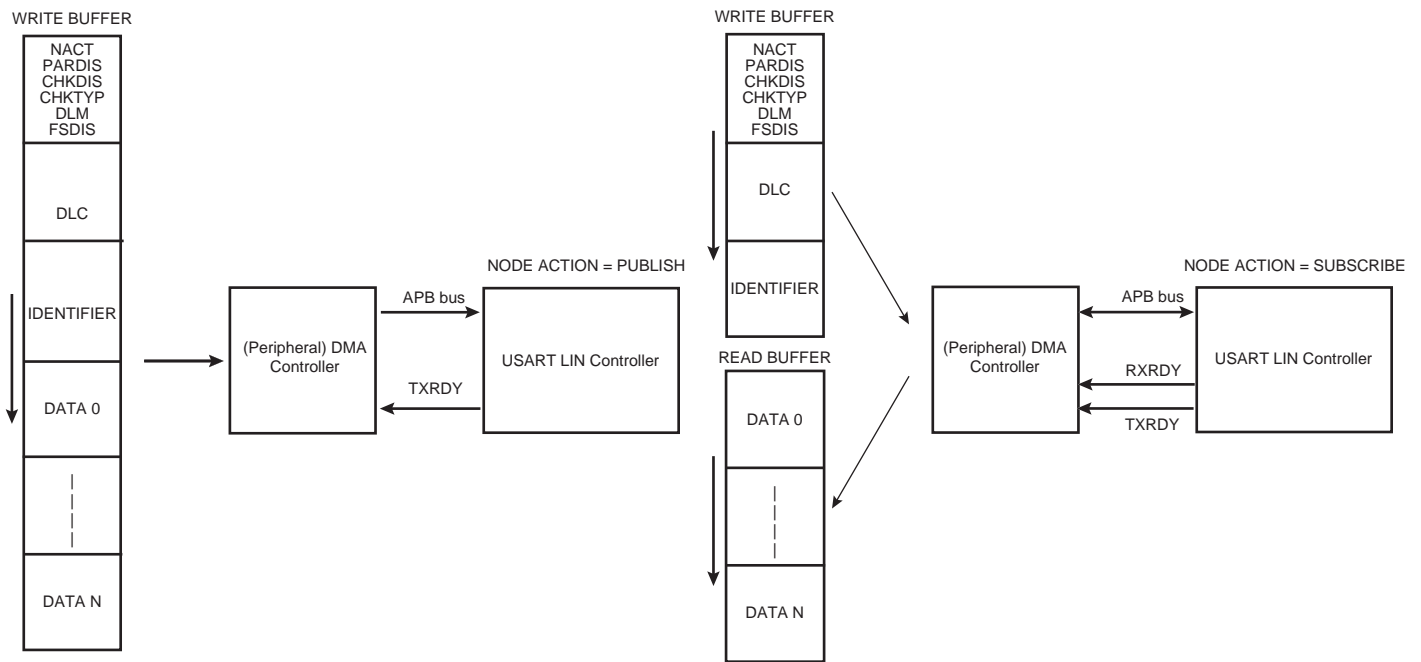 WRITE BUFFER
NACT
PARDIS
CHKDIS
CHKTYP
DLM
FSDIS
DLC
IDENTIFIER
DATA 0
DATA N
(Peripheral) DMA
Controller
APB bus
TXRDY
NODE ACTION = PUBLISH
USART LIN Controller
WRITE BUFFER
NACT
PARDIS
CHKDIS
CHKTYP
DLM
FSDIS
DLC
IDENTIFIER
READ BUFFER
DATA 0
DATA N
(Peripheral) DMA
Controller
APB bus
RXRDY
TXRDY
NODE ACTION = SUBSCRIBE
USART LIN Controller